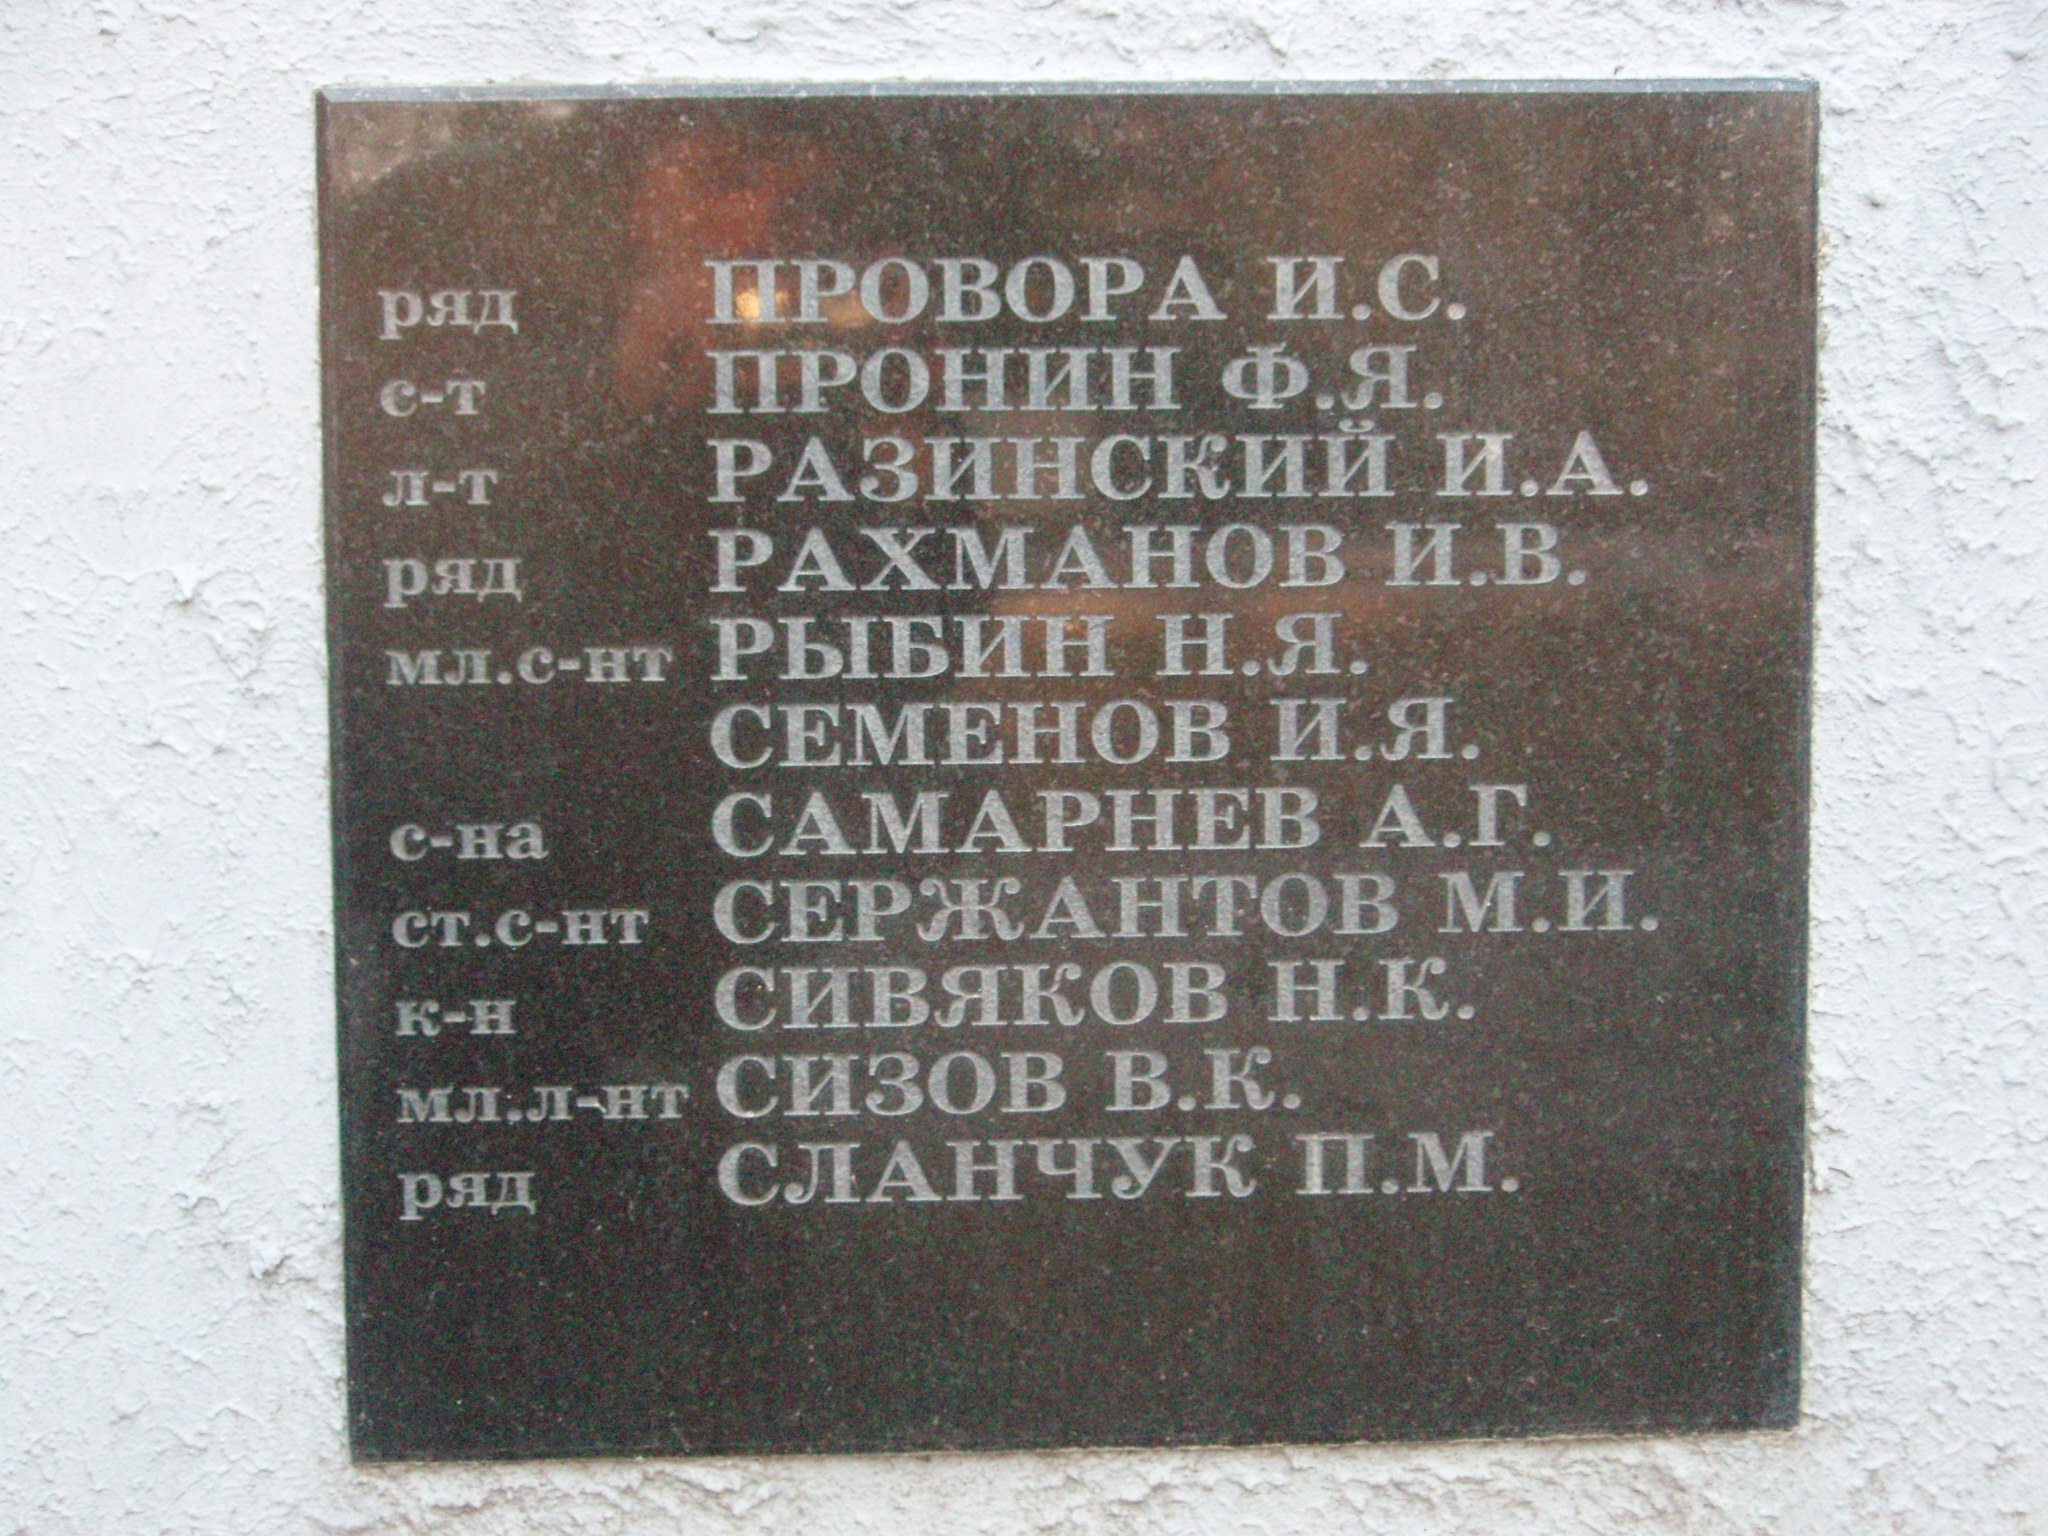 ряд ПРОВОРА И.С.
с-т ПРОНИН Ф.Я.
л-т РАЗИНСКИЙ И.А.
ряд РАХМАНОВ И.В.
мл.с-нт РЫБИН Н.Я.
СЕМЕНОВ И.Я.
с-на САМАРНЕВ А.Г.
ст.с-нт СЕРЖАНТОВ М.И.
к-н СИВЯКОВ Н.К.
мл.л-нт СИЗОВ В.К.
ряд СЛАНЧУК П.М.